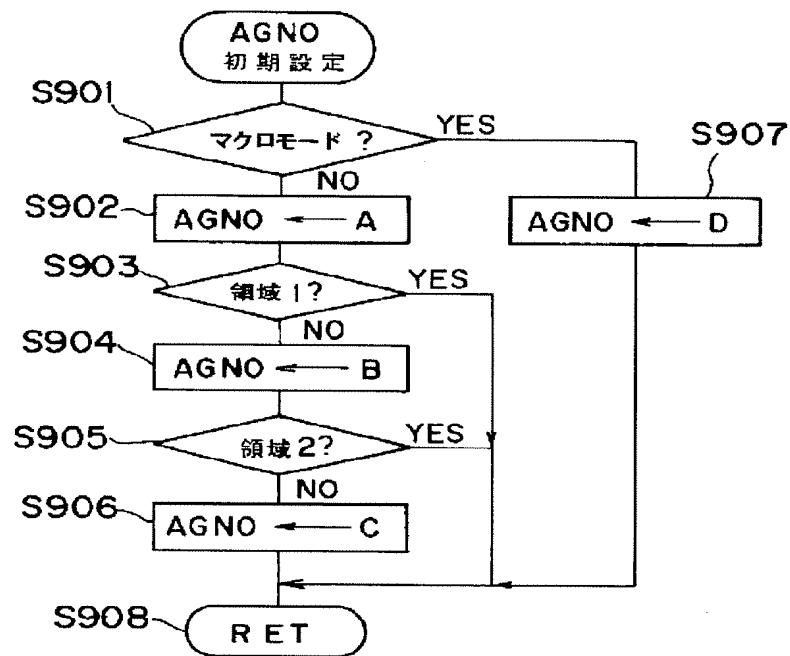 AGNO
初期設定
S901
マクロモード?
YES
S907
NO
S902
AGNO ← A
AGNO ← D
S903
領域1?
YES
NO
S904
AGNO ← B
S905
領域2?
YES
NO
S906
AGNO ← C
S908
RET